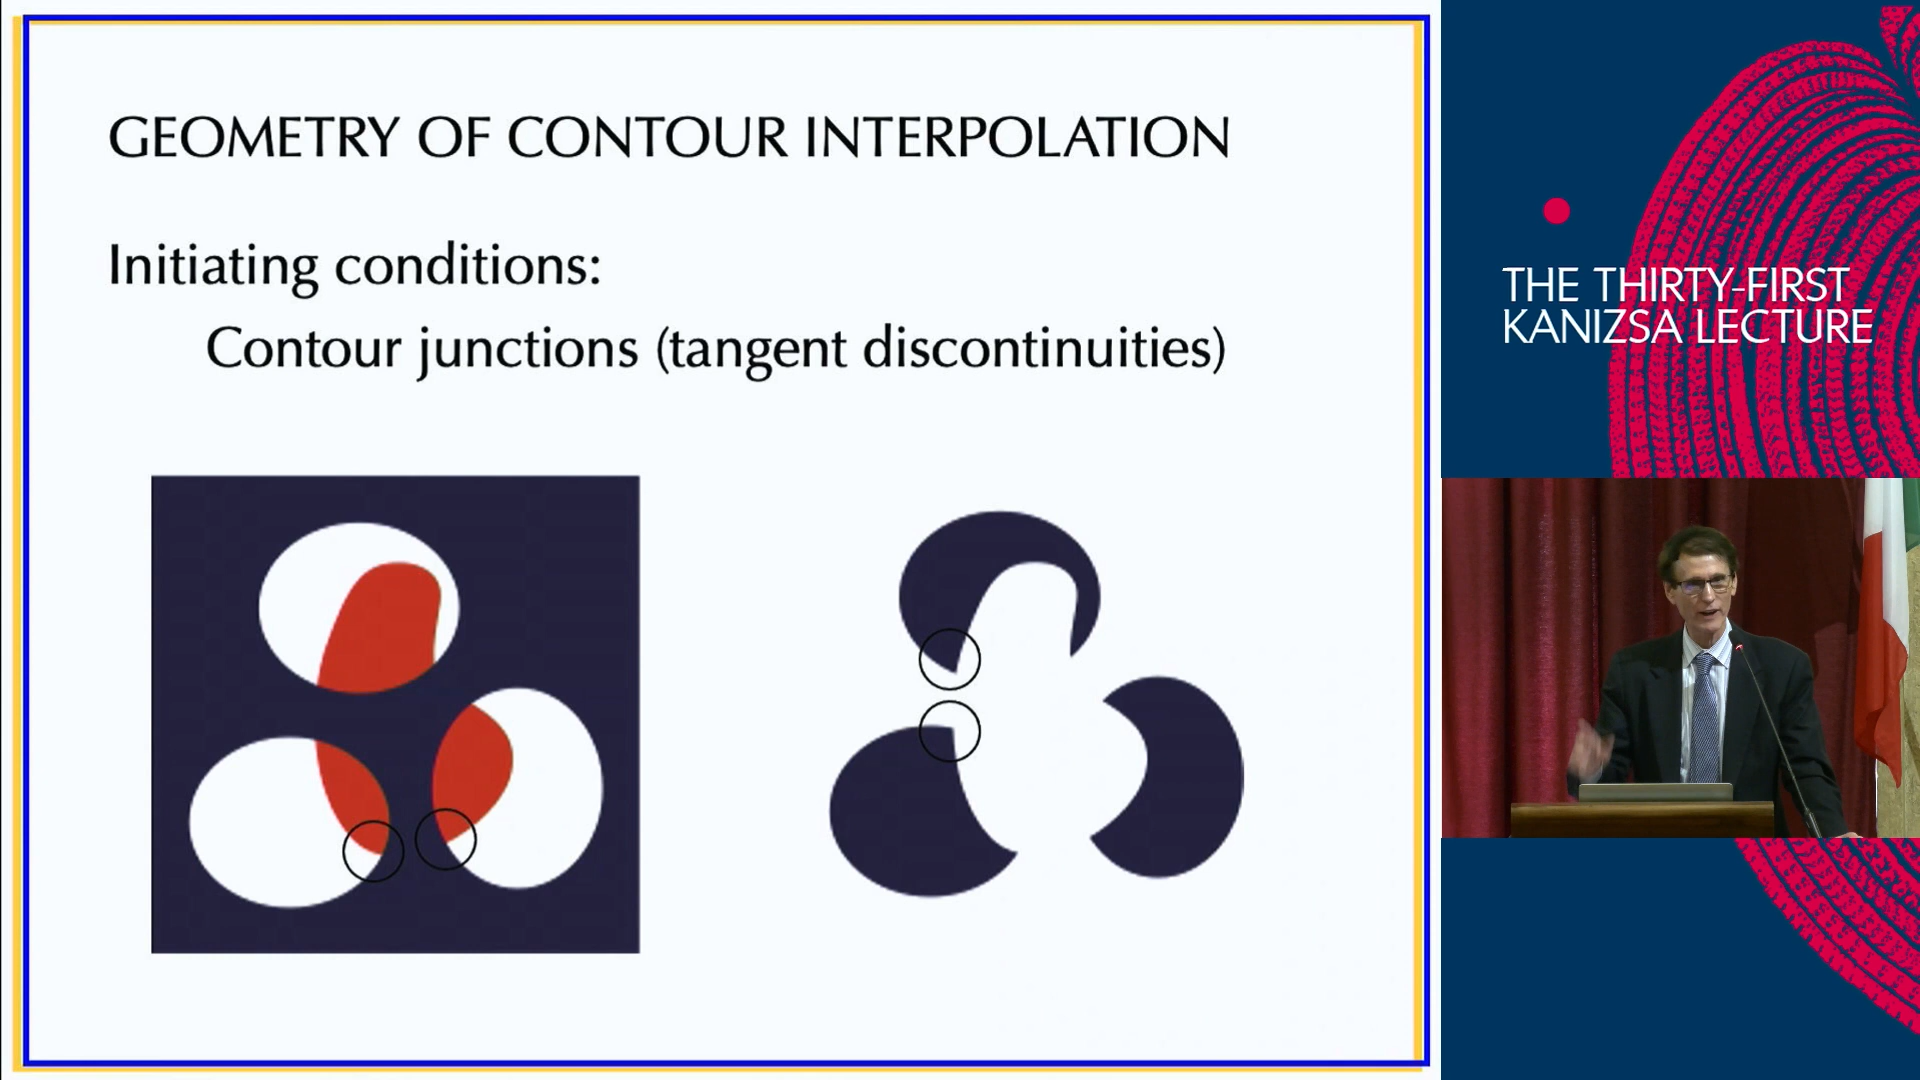 GEOMETRY OF CONTOUR INTERPOLATION
Initiating conditions:
Contour junctions (tangent discontinuities)
THE THIRTY-FIRST
KANIZSA LECTURE